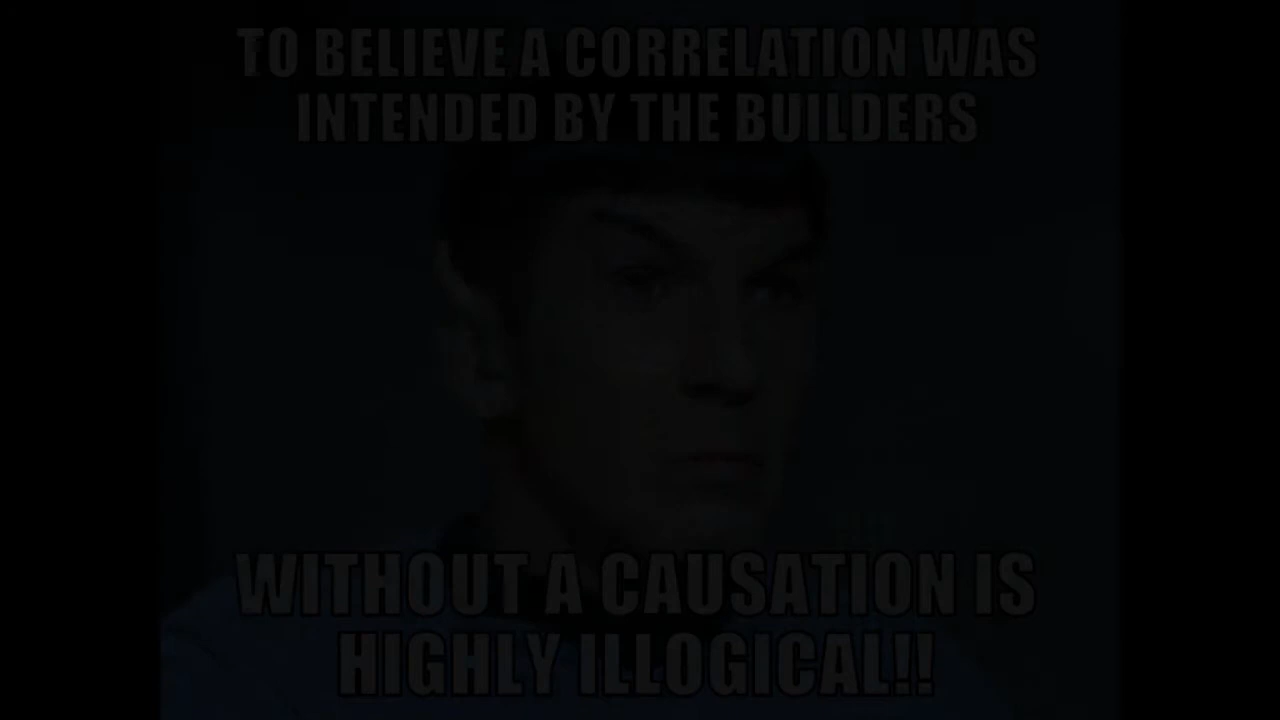 TO BELIEVE A CORRELATION WAS
INTENDED BY THE BUILDERS
WITHOUT A CAUSATION IS
HIGHLY ILLOGICAL!!